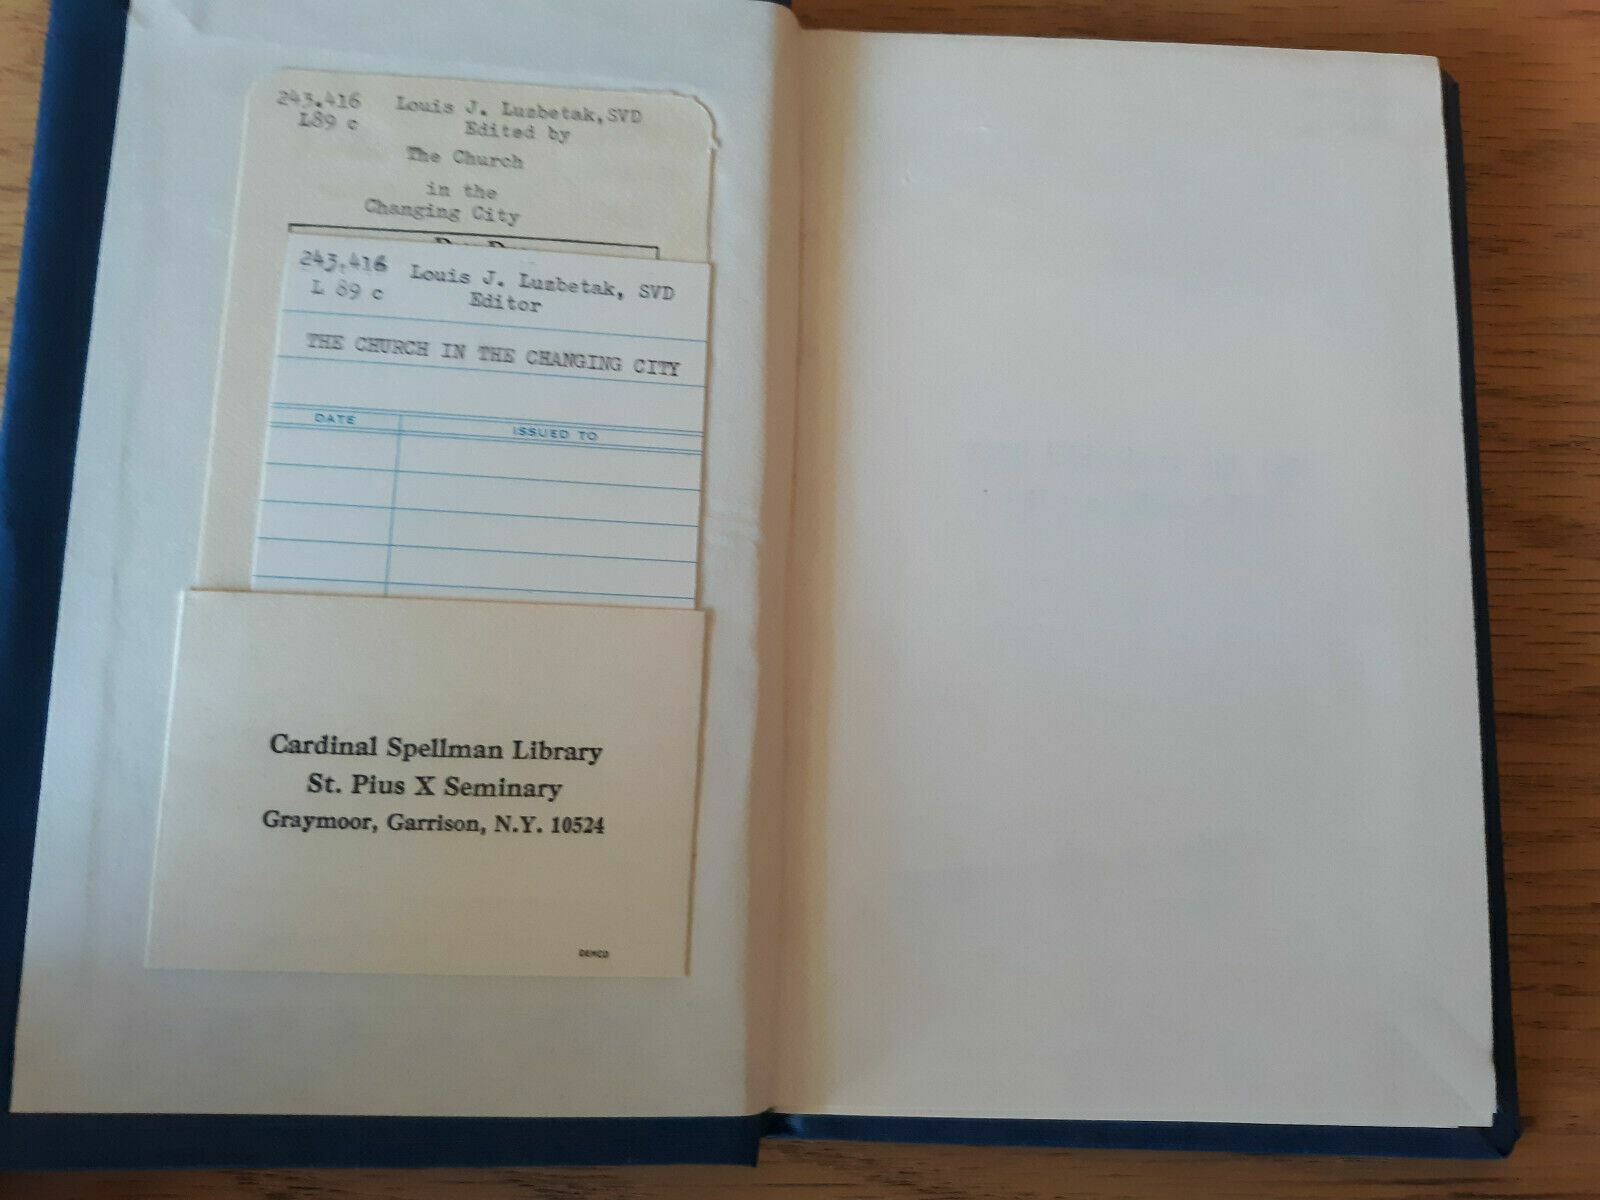 243.416 Louis J. Luzbetak,SVD
L89 c Edited by
The Church
in the
Changing City
243.416 Louis J. Luzbetak, SVD
L 89 c Editor
THE CHURCH IN THE CHANGING CITY
DATE ISSUED TO
Cardinal Spellman Library
St. Pius X Seminary
Graymoor, Garrison, N.Y. 10524
DEMCO